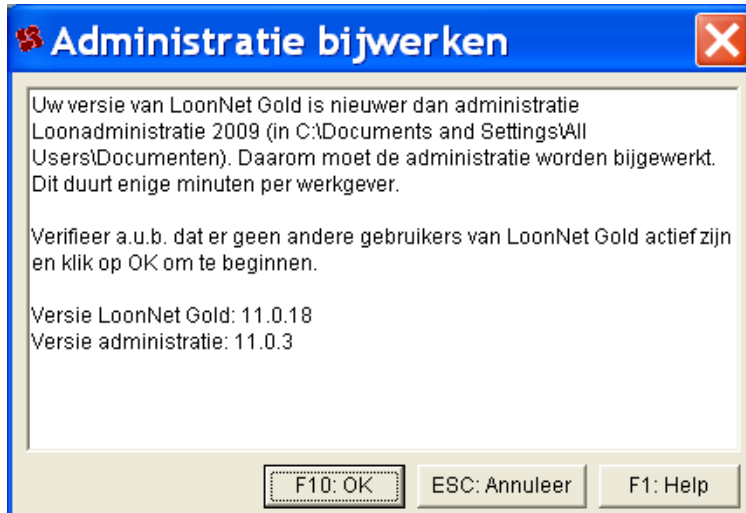 Administratie bijwerken
Uw versie van LoonNet Gold is nieuwer dan administratie
Loonadministratie 2009 (in C:\Documents and Settings\All
Users\Documenten). Daarom moet de administratie worden bijgewerkt.
Dit duurt enige minuten per werkgever.
Verifieer a.u.b. dat er geen andere gebruikers van LoonNet Gold actief zijn
en klik op OK om te beginnen.
Versie LoonNet Gold: 11.0.18
Versie administratie: 11.0.3
F10: OK ESC: Annuleer F1: Help